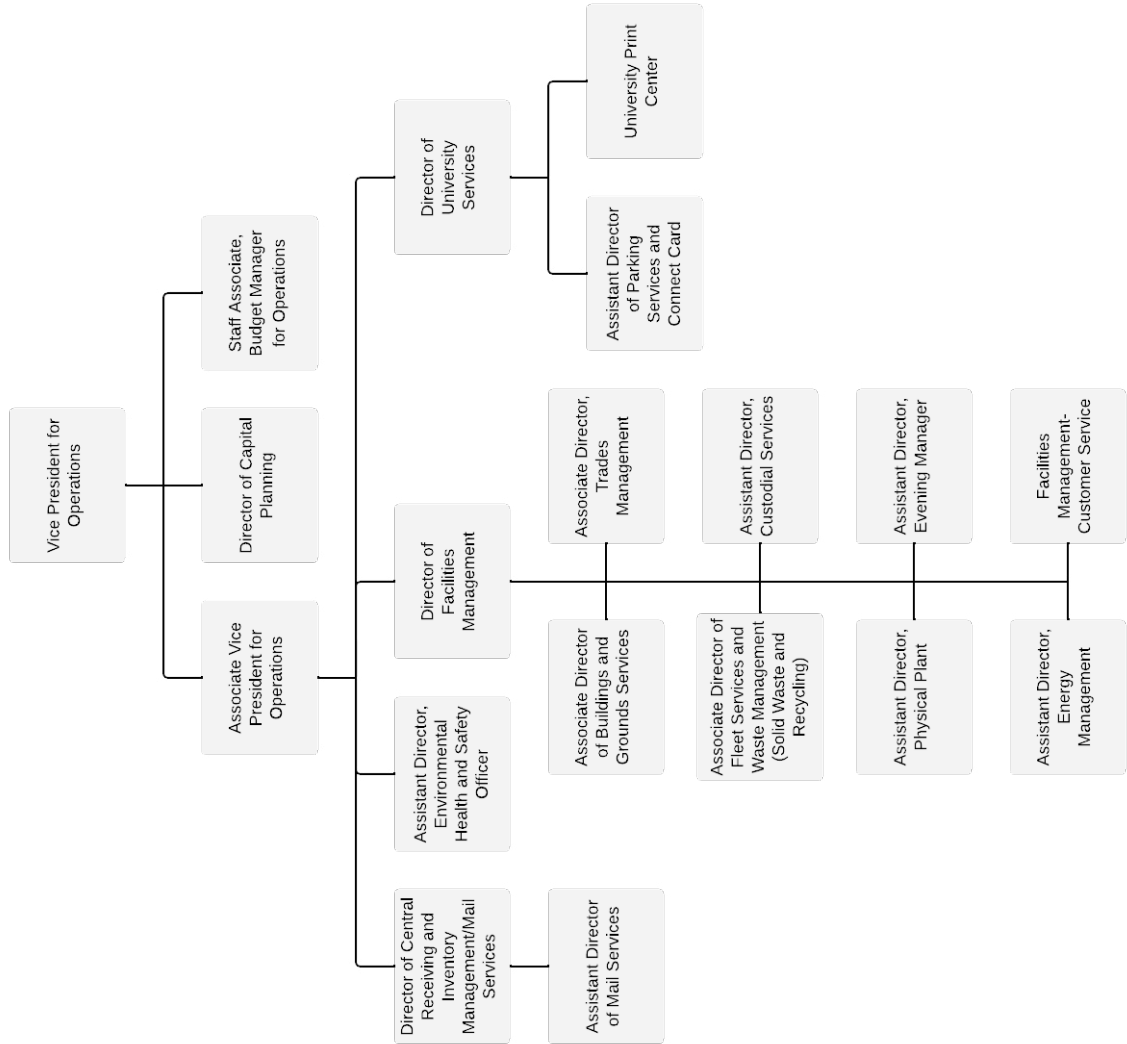 Vice President for
Operations
Associate Vice
President for
Operations
Director of Capital
Planning
Staff Associate,
Budget Manager
for Operations
Director of Central
Receiving and
Inventory
Management/Mail
Services
Assistant Director,
Environmental
Health and Safety
Officer
Director of
Facilities
Management
Director of
University
Services
Assistant Director
of Mail Services
Associate Director
of Buildings and
Grounds Services
Associate Director,
Trades
Management
Associate Director of
Fleet Services and
Waste Management
(Solid Waste and
Recycling)
Assistant Director,
Custodial Services
Assistant Director,
Physical Plant
Assistant Director,
Evening Manager
Assistant Director,
Energy
Management
Facilities
Management-
Customer Service
Assistant Director
of Parking
Services and
Connect Card
University Print
Center